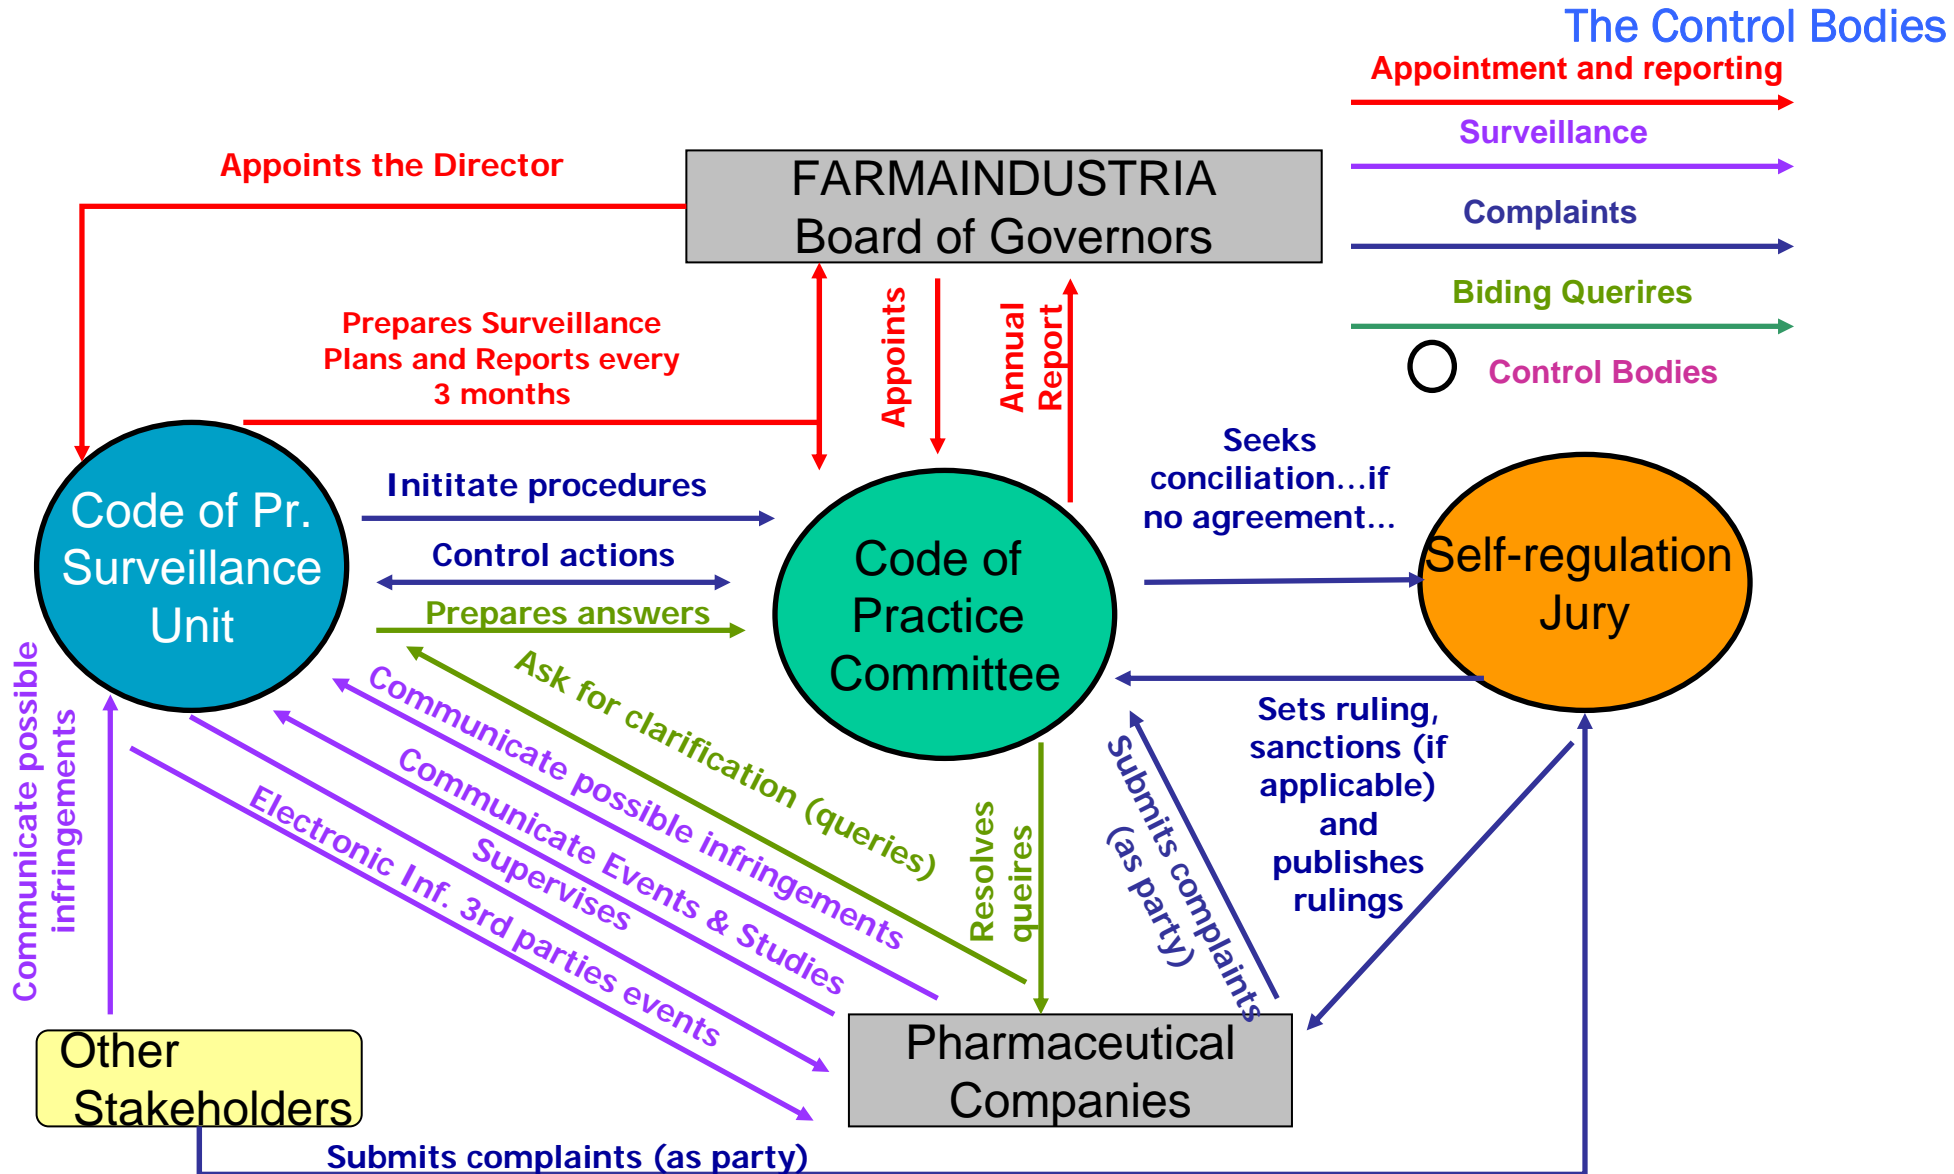 The Control Bodies
Appointment and reporting
Surveillance
Complaints
Biding Querires
Control Bodies
Appoints the Director
FARMAINDUSTRIA
Board of Governors
Prepares Surveillance
Plans and Reports every
3 months
Appoints
Annual
Report
Code of Pr.
Surveillance
Unit
Inititate procedures
Control actions
Prepares answers
Code of
Practice
Committee
Seeks
conciliation...if
no agreement...
Self-regulation
Jury
Communicate possible
infringements
Ask for clarification (queries)
Communicate possible infringements
Communicate Events & Studies
Supervises
Electronic Inf. 3rd parties events
Resolves
queires
Submits complaints
(as party)
Sets ruling,
sanctions (if
applicable)
and
publishes
rulings
Other
Stakeholders
Pharmaceutical
Companies
Submits complaints (as party)